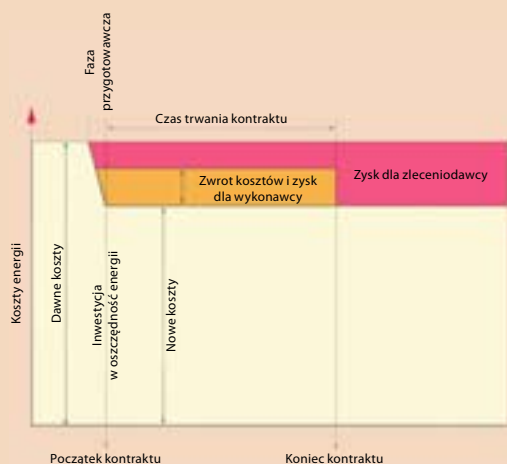 Faza
przygotowawcza
Czas trwania kontraktu
Zwrot kosztów i zysk
dla wykonawcy
Zysk dla zleceniodawcy
Koszty energii
Dawne koszty
Inwestycja
w oszczędność energii
Nowe koszty
Początek kontraktu
Koniec kontraktu